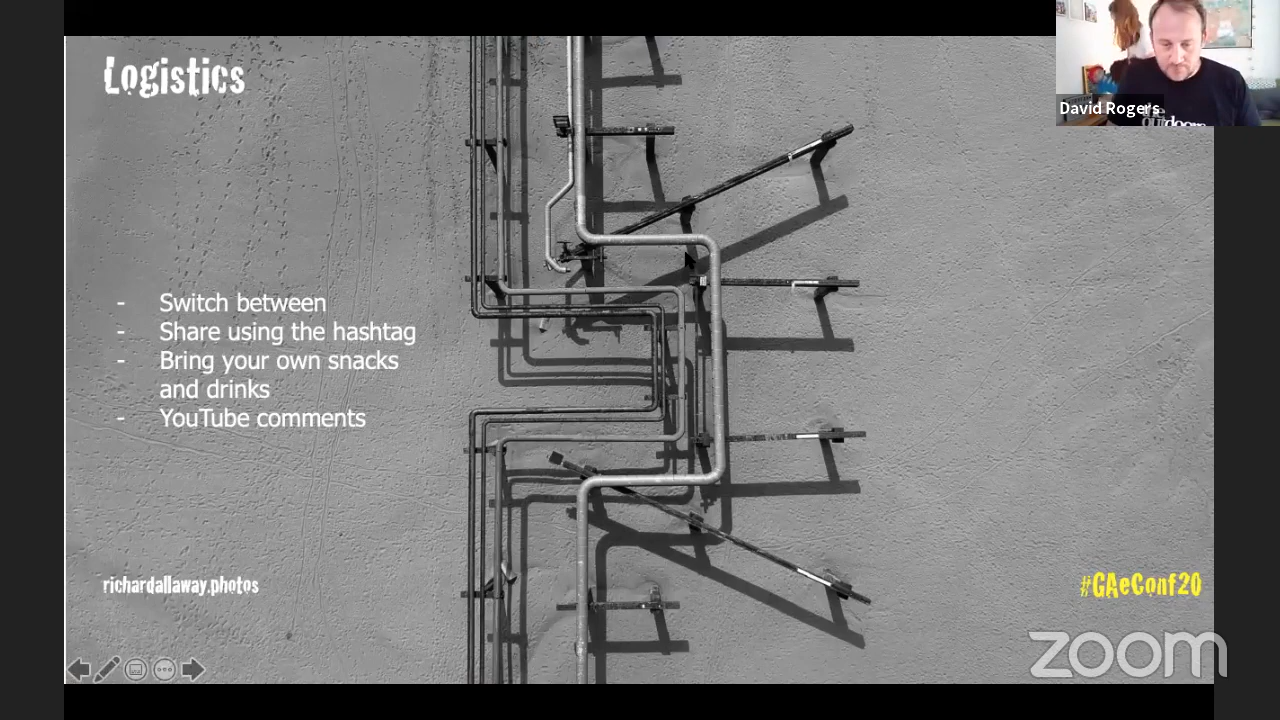 Logistics
- Switch between
- Share using the hashtag
- Bring your own snacks
and drinks
- YouTube comments
richardallaway.photos
#GAeConf20
zoom
David Rogers
outdoor